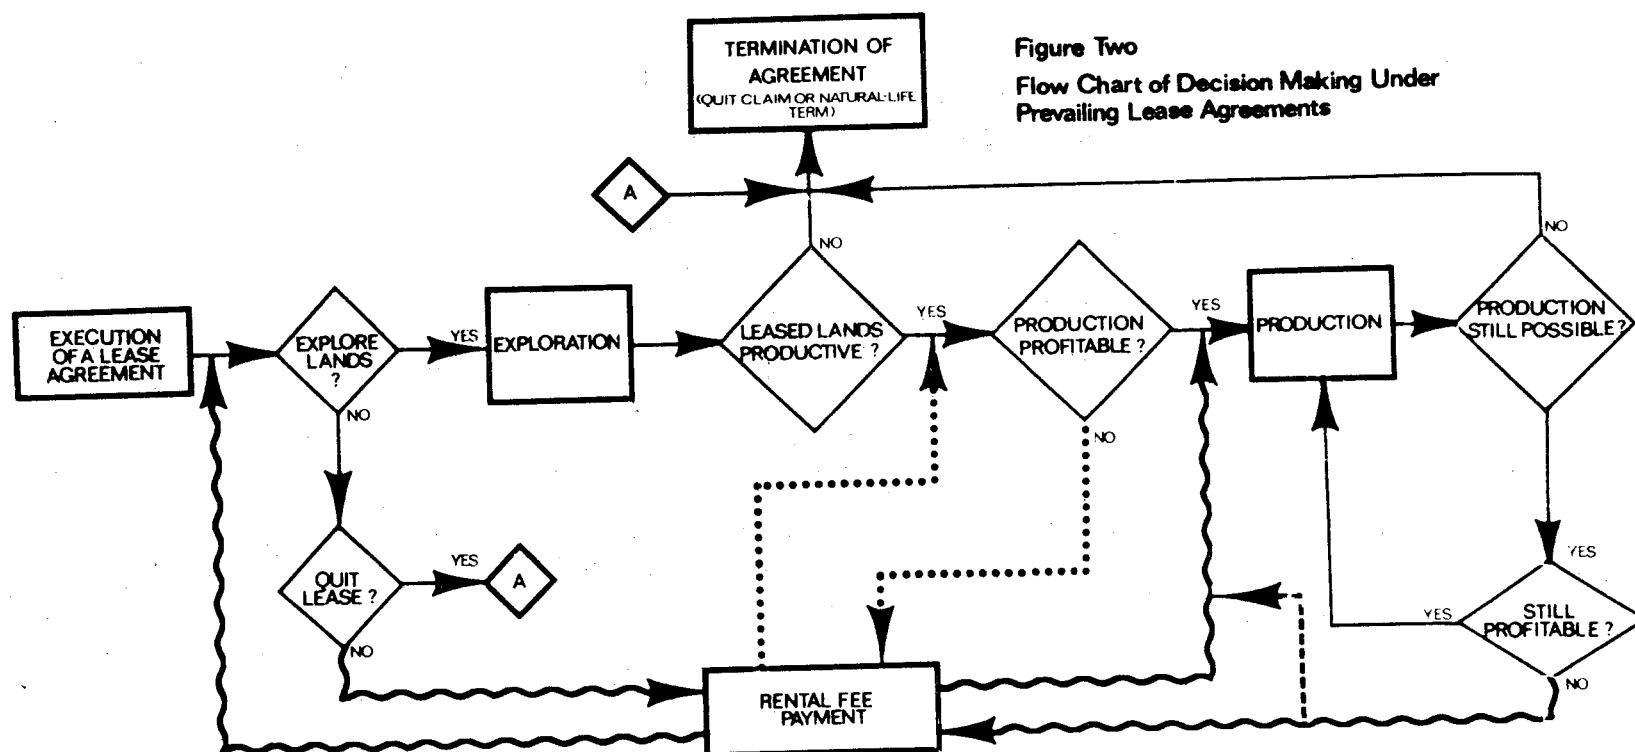 TERMINATION OF
AGREEMENT
(QUIT CLAIM OR NATURAL-LIFE
TERM)
Figure Two
Flow Chart of Decision Making Under
Prevailing Lease Agreements
A
NO
NO
EXECUTION
OF A LEASE
AGREEMENT
EXPLORE
LANDS
?
YES
EXPLORATION
LEASED LANDS
PRODUCTIVE ?
YES
PRODUCTION
PROFITABLE ?
YES
PRODUCTION
PRODUCTION
STILL POSSIBLE?
NO
NO
QUIT
LEASE ?
YES
A
YES
STILL
PROFITABLE ?
YES
NO
NO
RENTAL FEE
PAYMENT